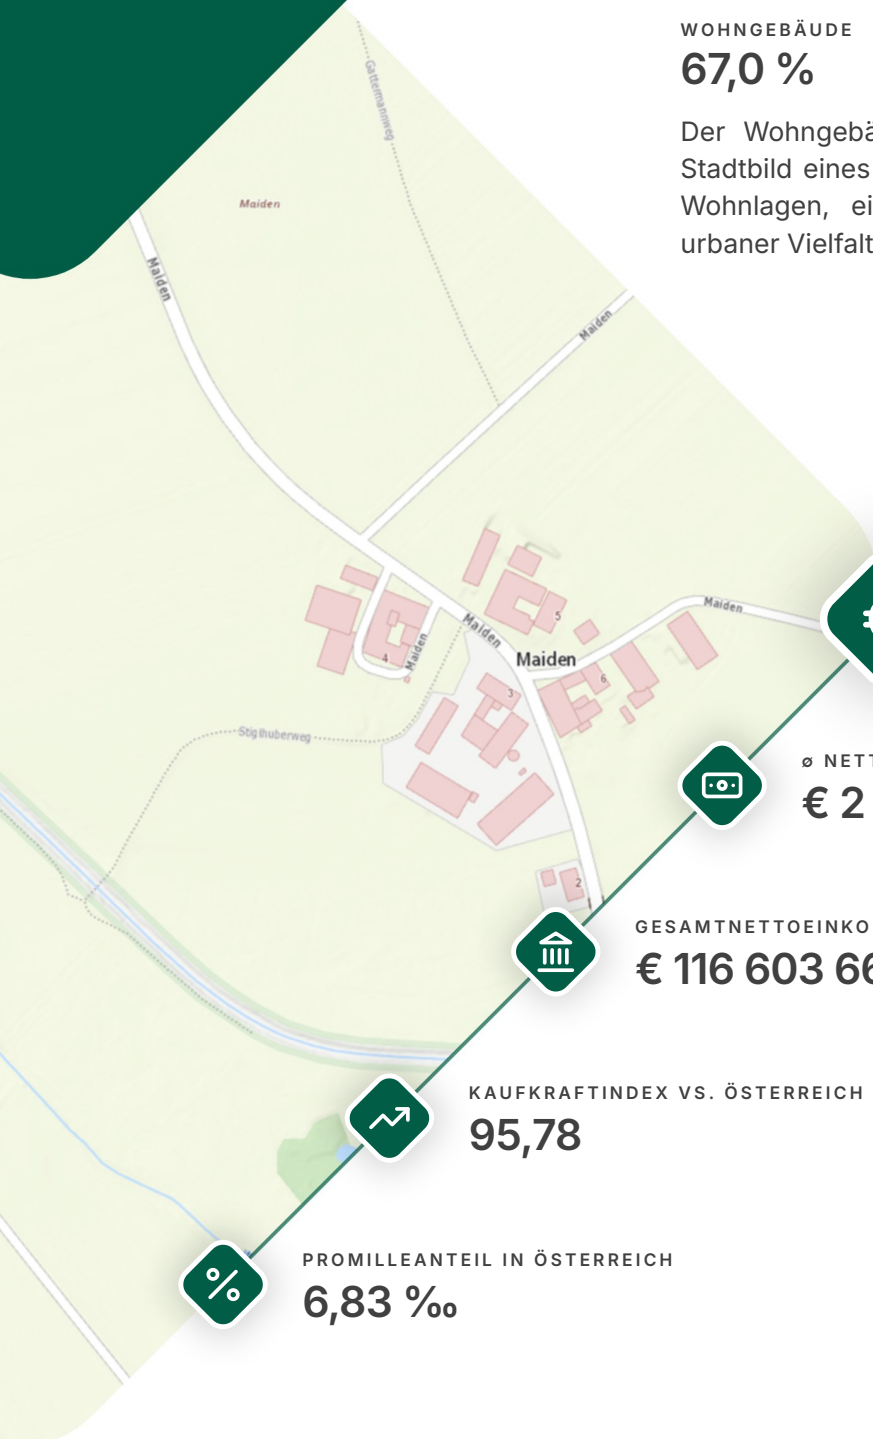 WOHNGEBÄUDE
67,0 %
Der Wohngebä
Stadtbild eines
Wohnlagen, ei
urbaner Vielfalt
Gattermannweg
Maiden
Maiden
Maiden
Maiden
5
Maiden
4
Maiden
Maiden
6
3
Stiglhuberweg
2
ø NETT
€ 2
GESAMTNETTOEINKO
€ 116 603 66
KAUFKRAFTINDEX VS. ÖSTERREICH
95,78
PROMILLEANTEIL IN ÖSTERREICH
6,83 ‰